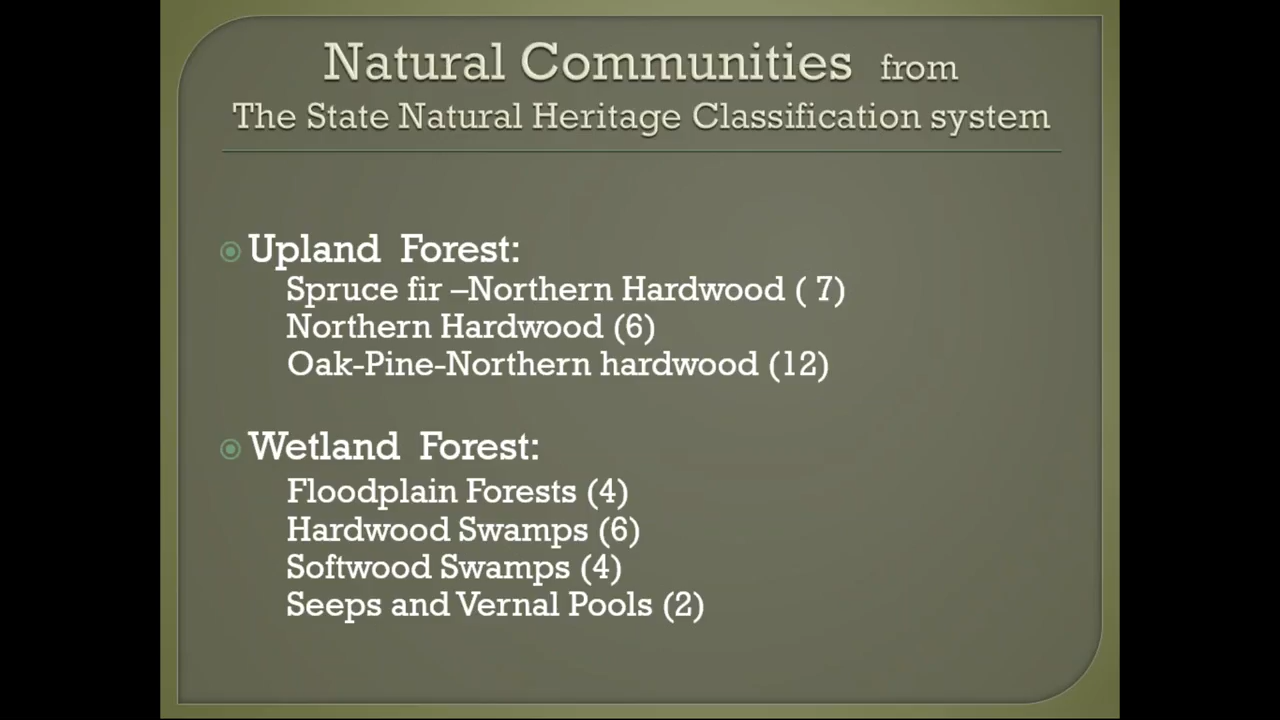 Natural Communities from
The State Natural Heritage Classification system
Upland Forest:
Spruce fir –Northern Hardwood ( 7)
Northern Hardwood (6)
Oak-Pine-Northern hardwood (12)
Wetland Forest:
Floodplain Forests (4)
Hardwood Swamps (6)
Softwood Swamps (4)
Seeps and Vernal Pools (2)